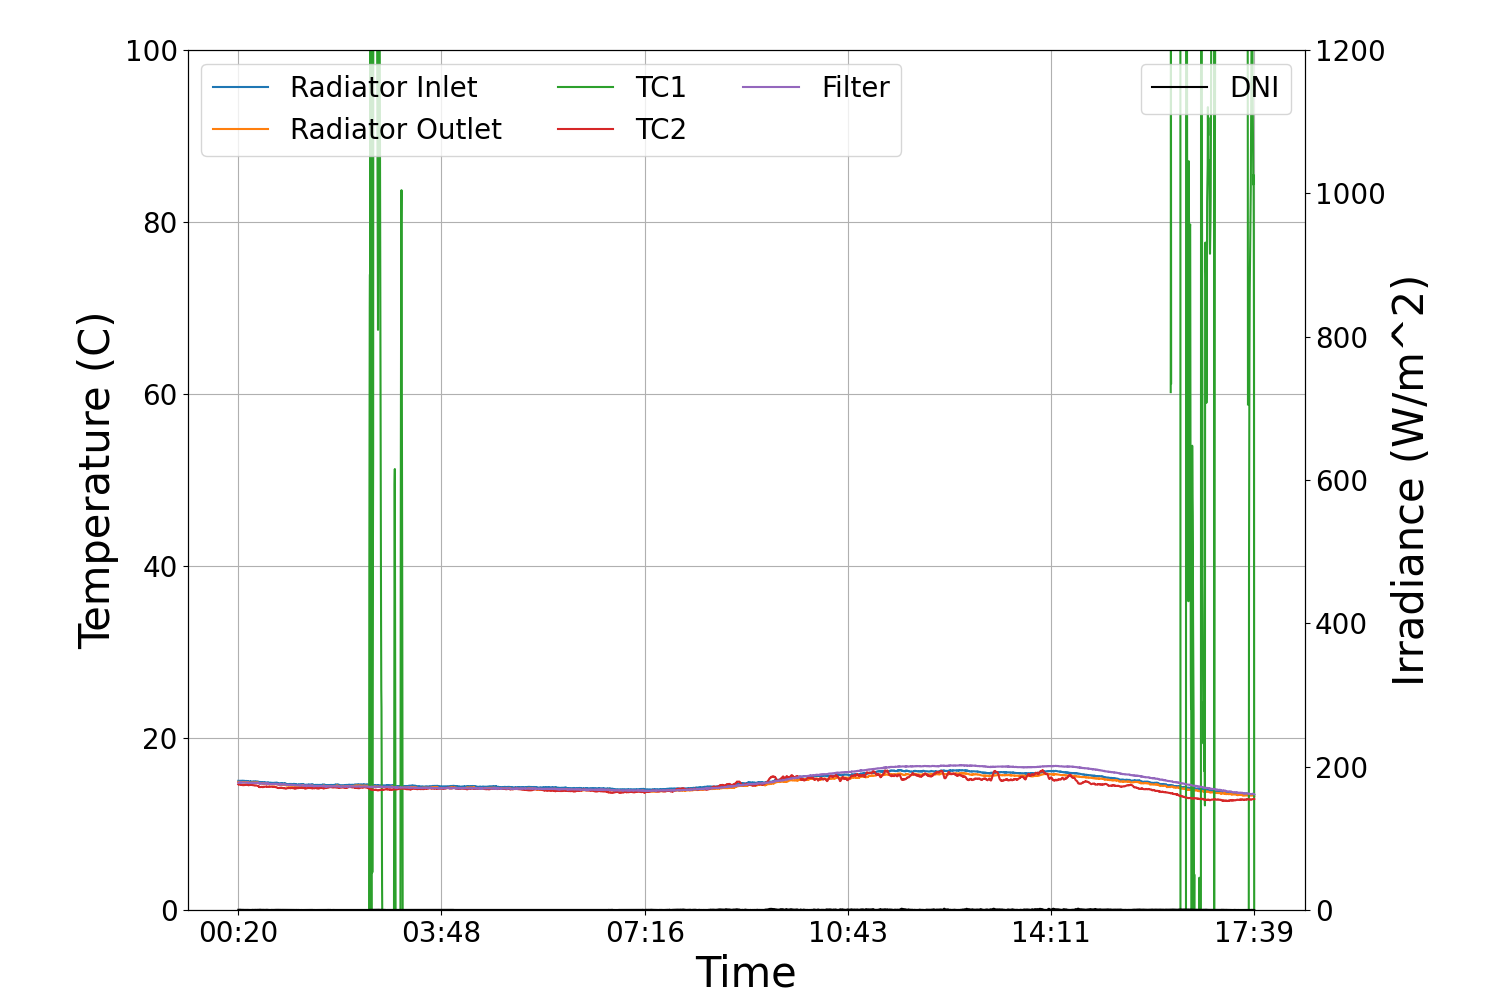 Radiator Inlet
Radiator Outlet
TC1
TC2
Filter
DNI
Temperature (C)
100
80
60
40
20
0
Irradiance (W/m^2)
1200
1000
800
600
400
200
0
00:20 03:48 07:16 10:43 14:11 17:39
Time